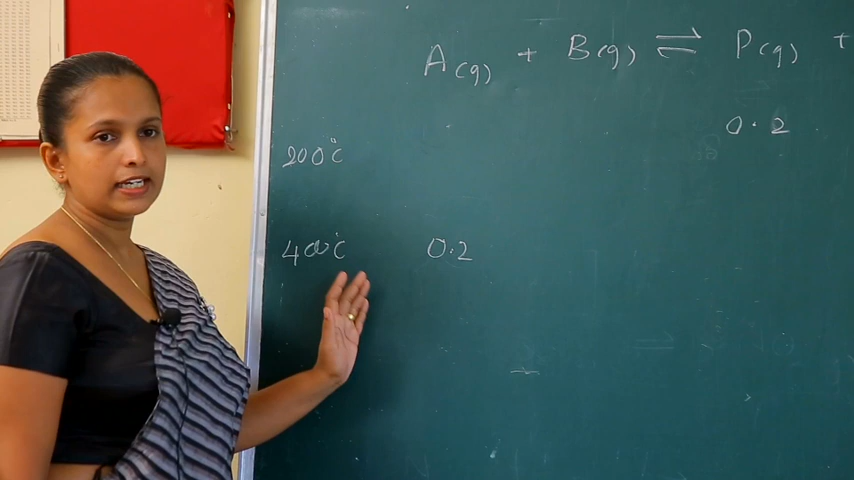 A(g) + B(g) ⇌ P(g) +
0.2
200°C
400°C 0.2